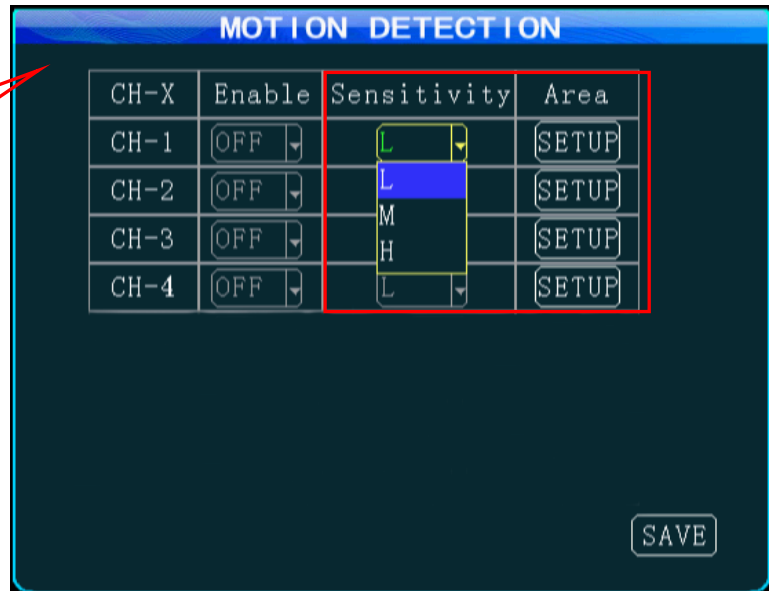 MOTION DETECTION
CH-X Enable Sensitivity Area
CH-1 OFF L SETUP
CH-2 OFF L SETUP
M
CH-3 OFF H SETUP
CH-4 OFF L SETUP
SAVE